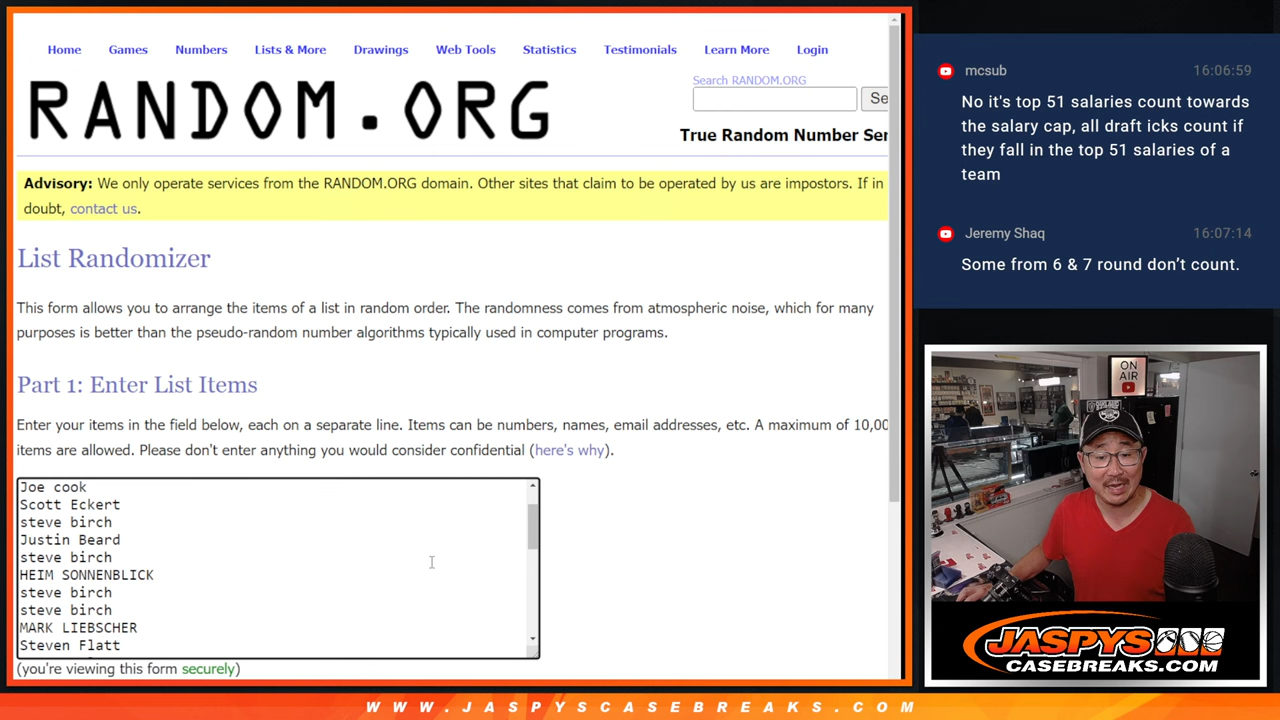 Home Games Numbers Lists & More Drawings Web Tools Statistics Testimonials Learn More Login
RANDOM.ORG
Search RANDOM.ORG
Se
True Random Number Ser
Advisory: We only operate services from the RANDOM.ORG domain. Other sites that claim to be operated by us are impostors. If in
doubt, contact us.
List Randomizer
This form allows you to arrange the items of a list in random order. The randomness comes from atmospheric noise, which for many
purposes is better than the pseudo-random number algorithms typically used in computer programs.
Part 1: Enter List Items
Enter your items in the field below, each on a separate line. Items can be numbers, names, email addresses, etc. A maximum of 10,00
items are allowed. Please don't enter anything you would consider confidential (here's why).
Joe cook
Scott Eckert
steve birch
Justin Beard
steve birch
HEIM SONNENBLICK
steve birch
steve birch
MARK LIEBSCHER
Steven Flatt
(you're viewing this form securely)
mcsub 16:06:59
No it's top 51 salaries count towards
the salary cap, all draft icks count if
they fall in the top 51 salaries of a
team
Jeremy Shaq 16:07:14
Some from 6 & 7 round don't count.
ON
AIR
JASPYS
CASEBREAKS.COM
WWW.JASPYSCASEBREAKS.COM